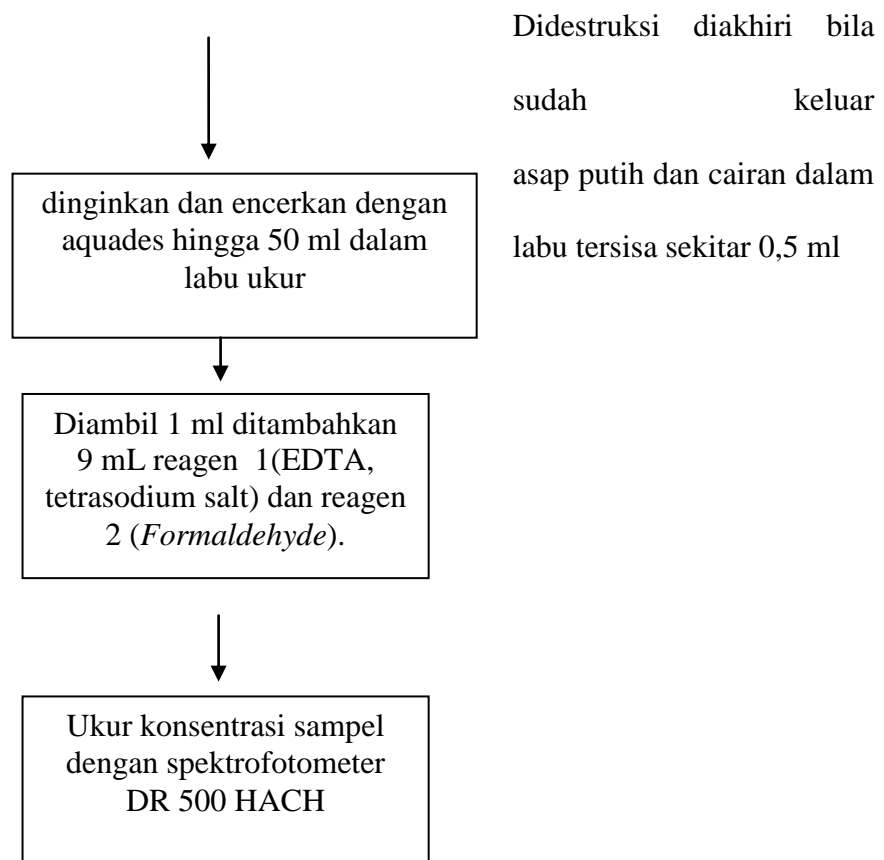 Didestruksi diakhiri bila
sudah keluar
asap putih dan cairan dalam
labu tersisa sekitar 0,5 ml
dinginkan dan encerkan dengan
aquades hingga 50 ml dalam
labu ukur
Diambil 1 ml ditambahkan
9 mL reagen 1(EDTA,
tetrasodium salt) dan reagen
2 (Formaldehyde).
Ukur konsentrasi sampel
dengan spektrofotometer
DR 500 HACH